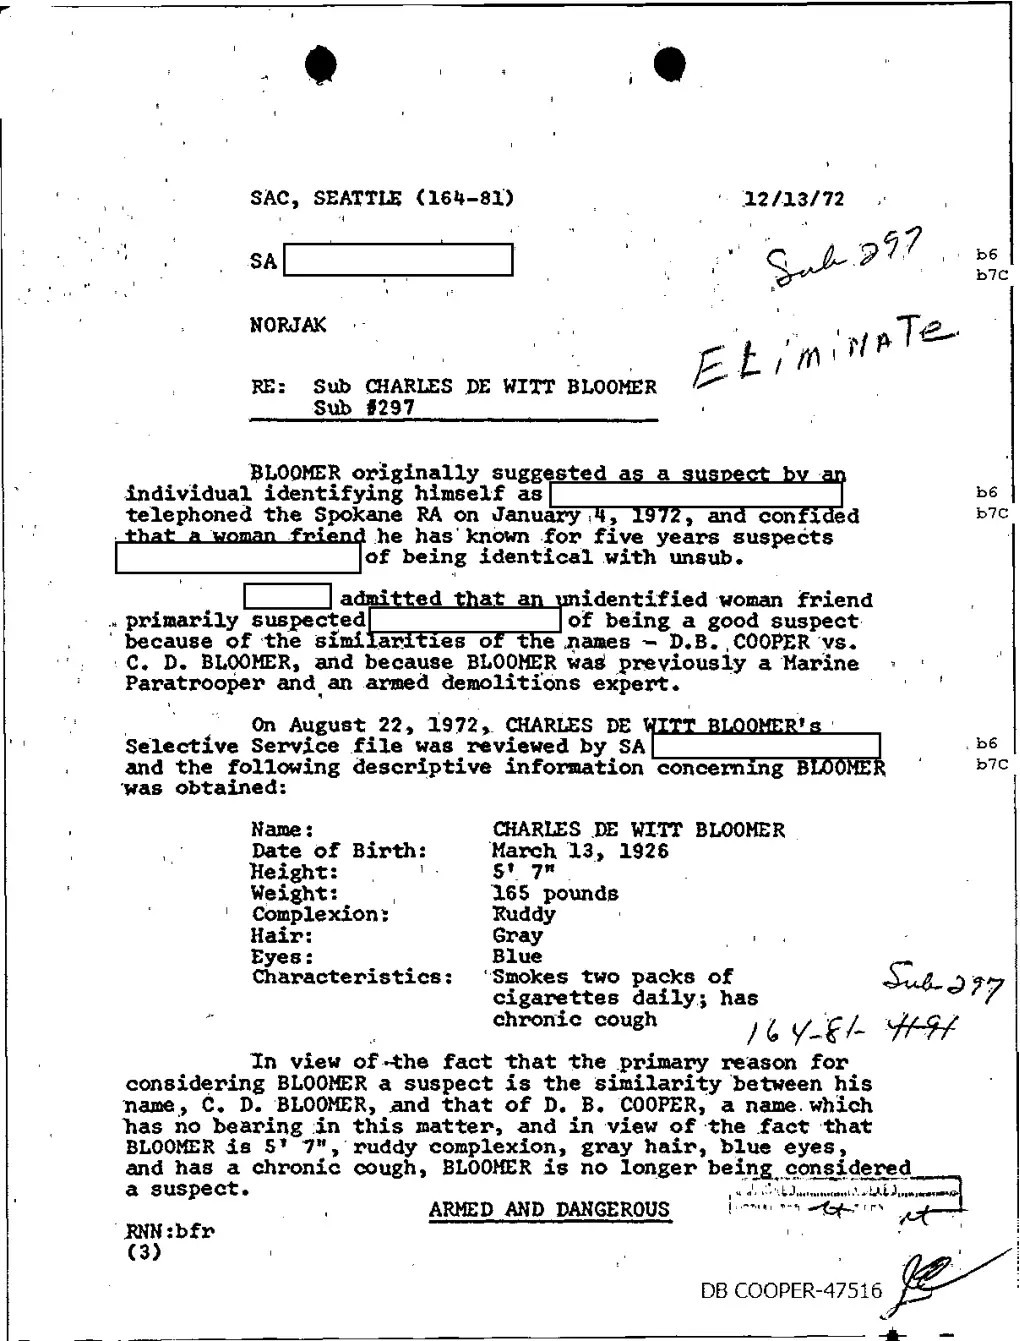 SAC, SEATTLE (164-81) 12/13/72
Sub 297
SA
b6
b7C
NORJAK
ELimiNATe
RE: Sub CHARLES DE WITT BLOOMER
Sub #297
BLOOMER originally suggested as a suspect by an
individual identifying himself as
b6
telephoned the Spokane RA on January 4, 1972, and confided
b7C
that a woman friend he has known for five years suspects
of being identical with unsub.
admitted that an unidentified woman friend
primarily suspected of being a good suspect
because of the similarities of the names - D.B. COOPER vs.
C. D. BLOOMER, and because BLOOMER was previously a Marine
Paratrooper and an armed demolitions expert.
On August 22, 1972, CHARLES DE WITT BLOOMER's
Selective Service file was reviewed by SA
b6
and the following descriptive information concerning BLOOMER
b7C
was obtained:
Name: CHARLES DE WITT BLOOMER
Date of Birth: March 13, 1926
Height: 5' 7"
Weight: 165 pounds
Complexion: Ruddy
Hair: Gray
Eyes: Blue
Characteristics: Smokes two packs of
cigarettes daily; has
chronic cough
Sub 297
164-81-
In view of the fact that the primary reason for
considering BLOOMER a suspect is the similarity between his
name, C. D. BLOOMER, and that of D. B. COOPER, a name which
has no bearing in this matter, and in view of the fact that
BLOOMER is 5' 7", ruddy complexion, gray hair, blue eyes,
and has a chronic cough, BLOOMER is no longer being considered
a suspect.
ARMED AND DANGEROUS
RNN:bfr
(3)
DB COOPER-47516